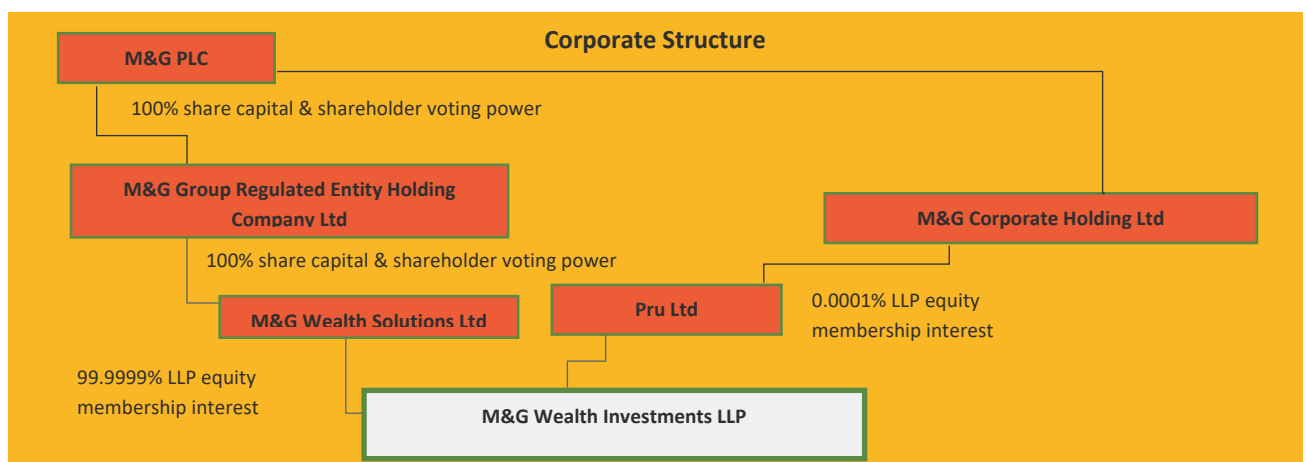 Corporate Structure
M&G PLC
100% share capital & shareholder voting power
M&G Group Regulated Entity Holding
Company Ltd
M&G Corporate Holding Ltd
100% share capital & shareholder voting power
M&G Wealth Solutions Ltd
Pru Ltd
0.0001% LLP equity
membership interest
99.9999% LLP equity
membership interest
M&G Wealth Investments LLP